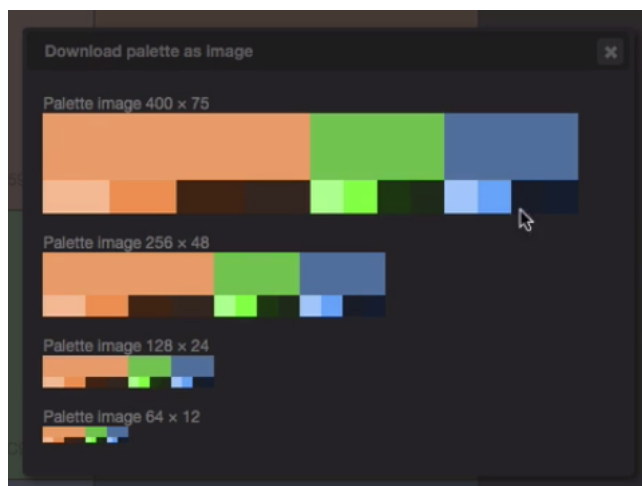 Download palette as image
Palette image 400 × 75
Palette image 256 × 48
Palette image 128 × 24
Palette image 64 × 12